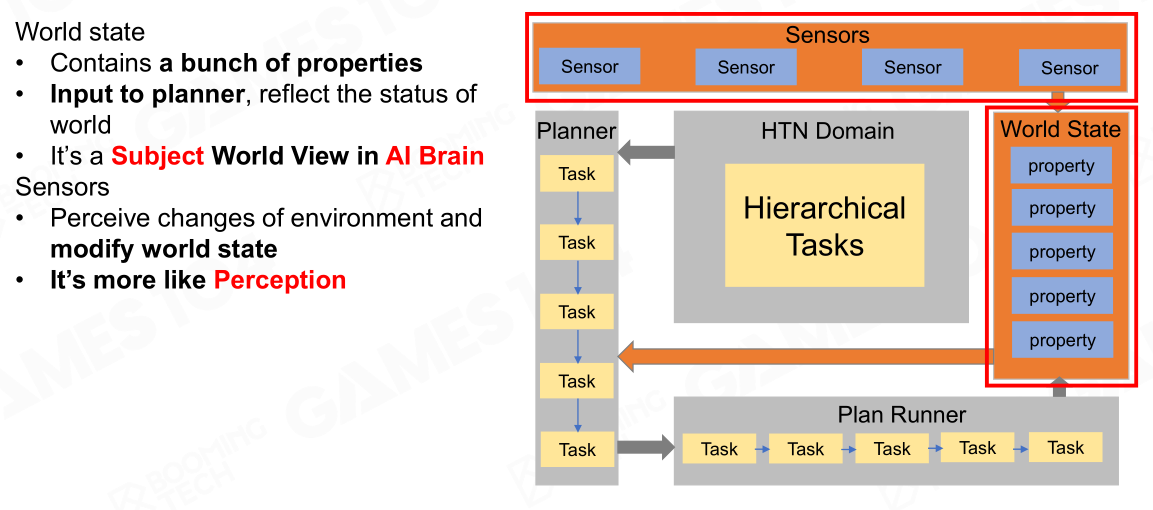 World state
• Contains a bunch of properties
• Input to planner, reflect the status of
world
• It's a Subject World View in AI Brain
Sensors
• Perceive changes of environment and
modify world state
• It's more like Perception
Sensors
Sensor
Sensor
Sensor
Sensor
Planner
Task
Task
Task
Task
Task
HTN Domain
Hierarchical
Tasks
World State
property
property
property
property
property
Plan Runner
Task
Task
Task
Task
Task
GAMES104
BOOMING
TECH